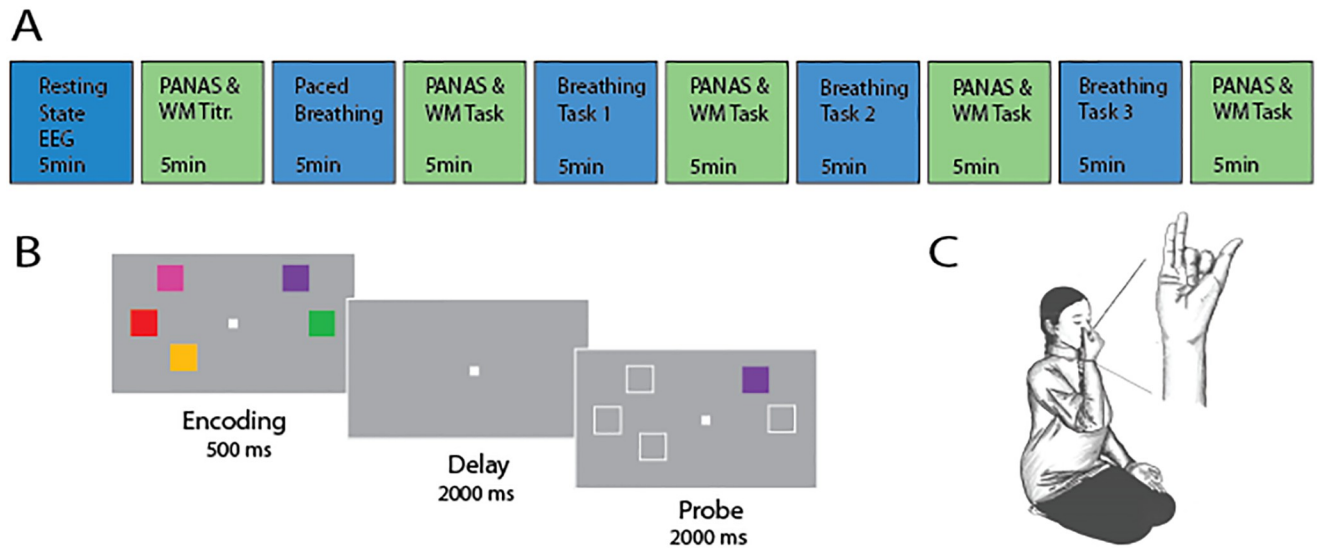 A
Resting
State
EEG
5min
PANAS &
WM Titr.
5min
Paced
Breathing
5min
PANAS &
WM Task
5min
Breathing
Task 1
5min
PANAS &
WM Task
5min
Breathing
Task 2
5min
PANAS &
WM Task
5min
Breathing
Task 3
5min
PANAS &
WM Task
5min
B
Encoding
500 ms
Delay
2000 ms
Probe
2000 ms
C